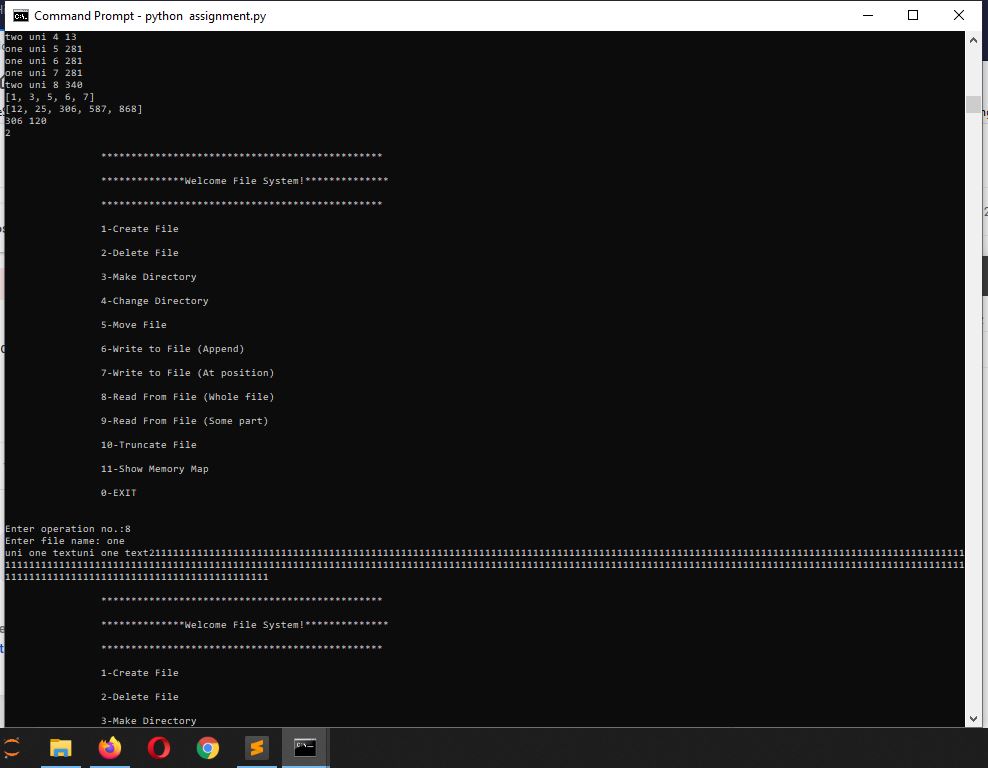 Command Prompt - python  assignment.py
two uni 4 13
one uni 5 281
one uni 6 281
one uni 7 281
two uni 8 340
[1, 3, 5, 6, 7]
[12, 25, 306, 587, 868]
306 120
2
***********************************************
**************Welcome File System!**************
***********************************************
1-Create File
2-Delete File
3-Make Directory
4-Change Directory
5-Move File
6-Write to File (Append)
7-Write to File (At position)
8-Read From File (Whole file)
9-Read From File (Some part)
10-Truncate File
11-Show Memory Map
0-EXIT
Enter operation no.:8
Enter file name: one
uni one textuni one text2111111111111111111111111111111111111111111111111111111111111111111111111111111111111111111111111111111111111111111111111111111111111111
1111111111111111111111111111111111111111111111111111111111111111111111111111111111111111111111111111111111111111111111111111111111111111111111111111111111111111
11111111111111111111111111111111111111111111
***********************************************
**************Welcome File System!**************
***********************************************
1-Create File
2-Delete File
3-Make Directory